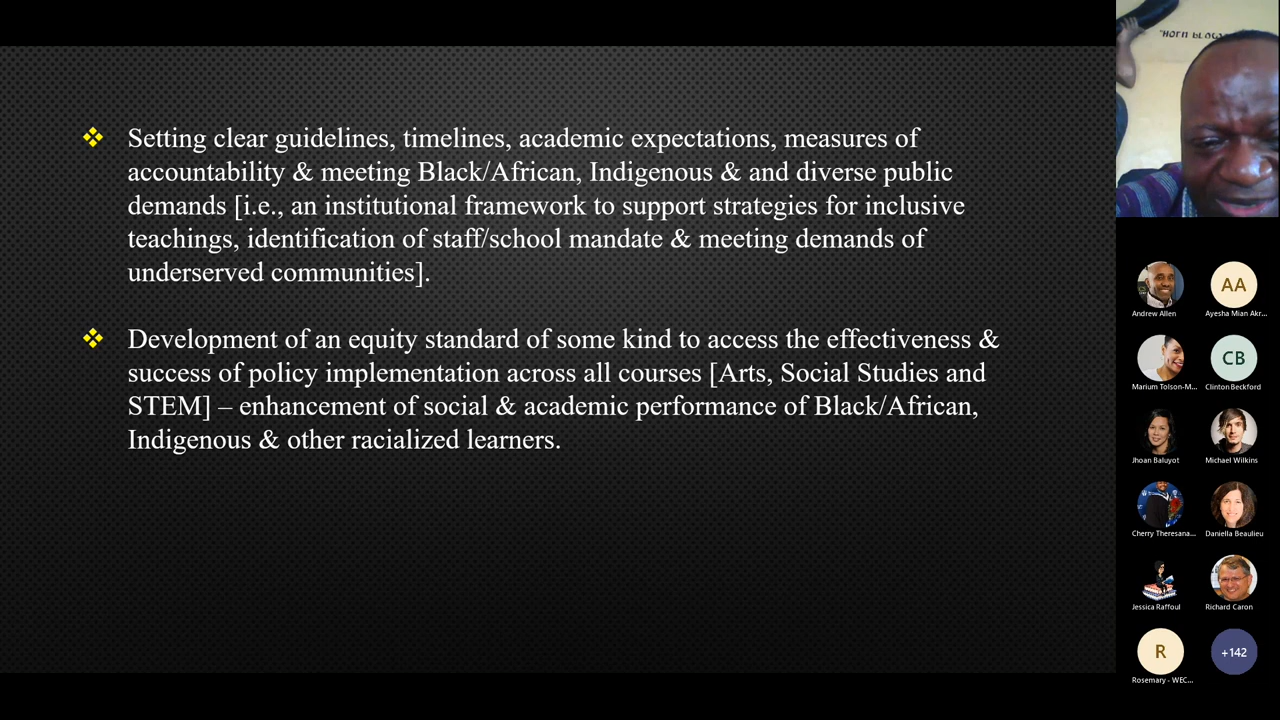 Setting clear guidelines, timelines, academic expectations, measures of
accountability & meeting Black/African, Indigenous & and diverse public
demands [i.e., an institutional framework to support strategies for inclusive
teachings, identification of staff/school mandate & meeting demands of
underserved communities].
Development of an equity standard of some kind to access the effectiveness &
success of policy implementation across all courses [Arts, Social Studies and
STEM] – enhancement of social & academic performance of Black/African,
Indigenous & other racialized learners.
"HORN
Andrew Allen
AA
Ayesha Mian Akr...
Marium Tolson-M...
CB
Clinton Beckford
Jhoan Baluyot
Michael Wilkins
Cherry Theresana...
Daniella Beaulieu
Jessica Raffoul
Richard Caron
R
Rosemary - WEC...
+142